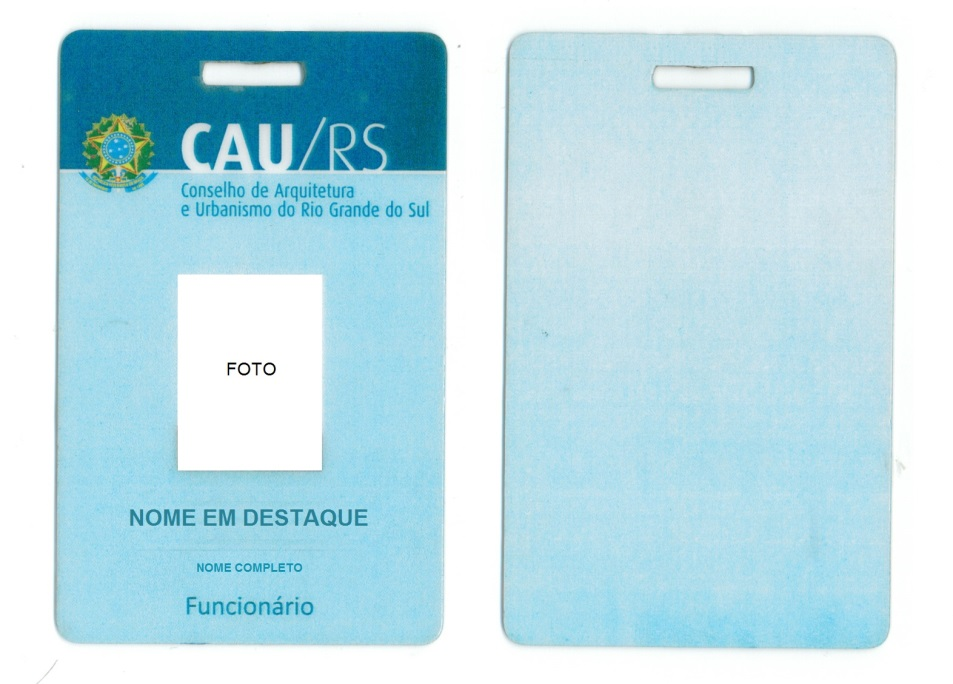 CAU/RS
Conselho de Arquitetura
e Urbanismo do Rio Grande do Sul
FOTO
NOME EM DESTAQUE
NOME COMPLETO
Funcionário